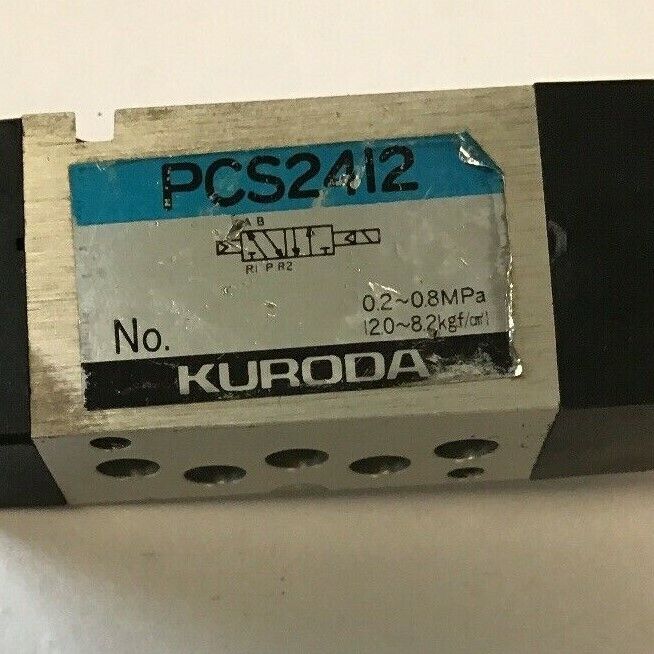 PCS2412
A B
R1 P R2
0.2~0.8MPa
{2.0~8.2kgf/cm²}
No.
KURODA